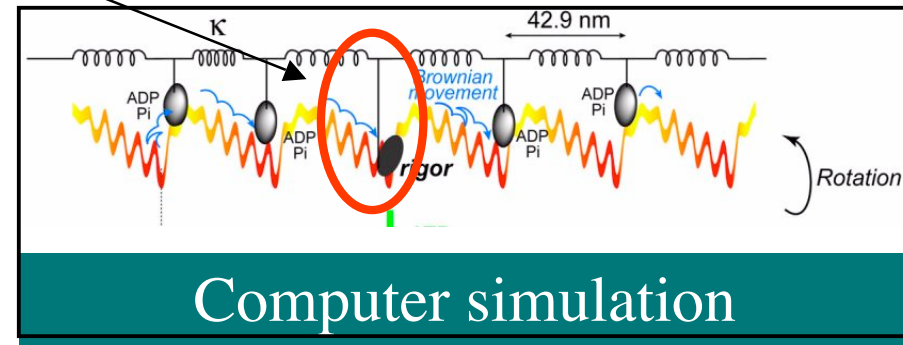 κ
42.9 nm
Brownian
movement
ADP
Pi
ADP
Pi
ADP
Pi
ADP
Pi
rigor
Rotation
Computer simulation